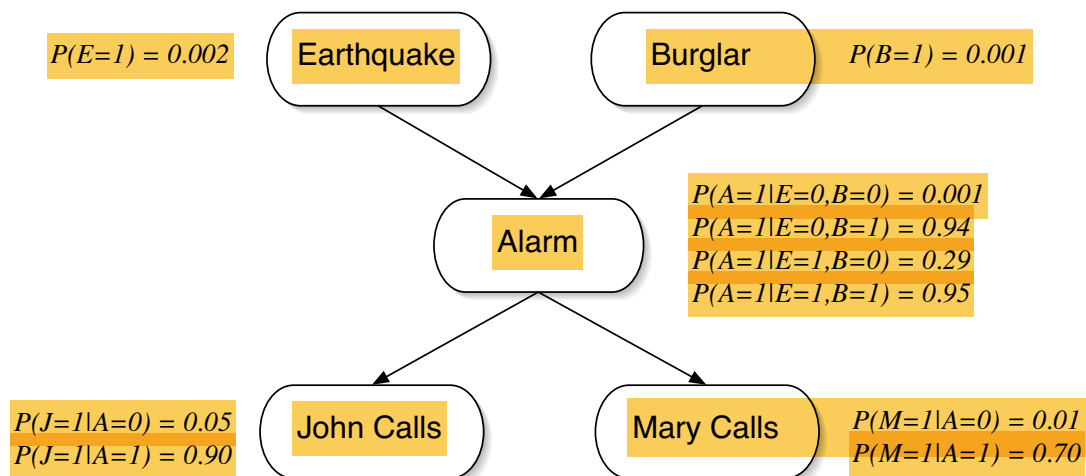 P(E=1) = 0.002
Earthquake
Burglar
P(B=1) = 0.001
P(A=1|E=0,B=0) = 0.001
P(A=1|E=0,B=1) = 0.94
Alarm
P(A=1|E=1,B=0) = 0.29
P(A=1|E=1,B=1) = 0.95
P(J=1|A=0) = 0.05
P(J=1|A=1) = 0.90
John Calls
Mary Calls
P(M=1|A=0) = 0.01
P(M=1|A=1) = 0.70